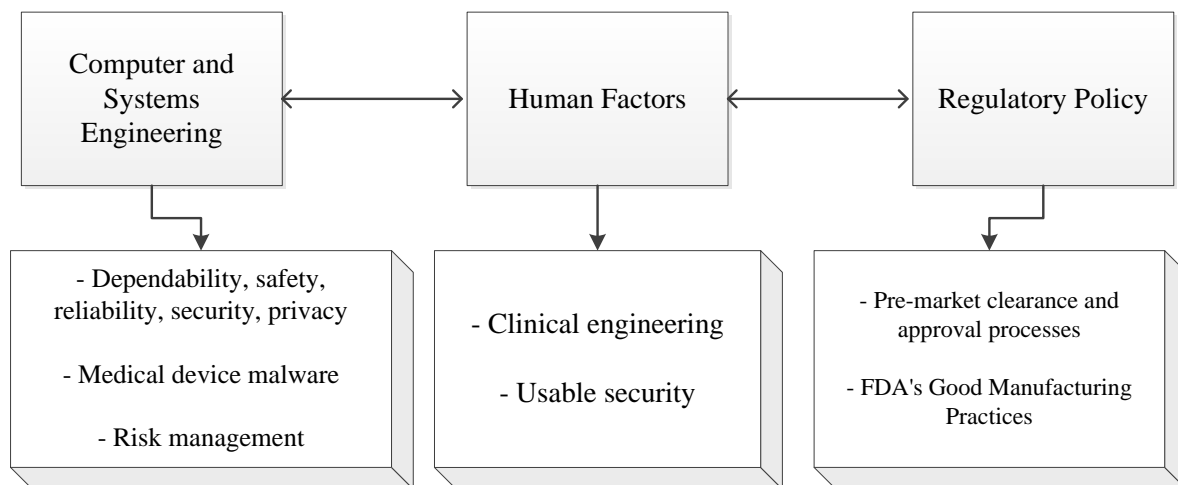 Computer and
Systems
Engineering
Human Factors
Regulatory Policy
- Dependability, safety,
reliability, security, privacy
- Medical device malware
- Risk management
- Clinical engineering
- Usable security
- Pre-market clearance and
approval processes
- FDA's Good Manufacturing
Practices